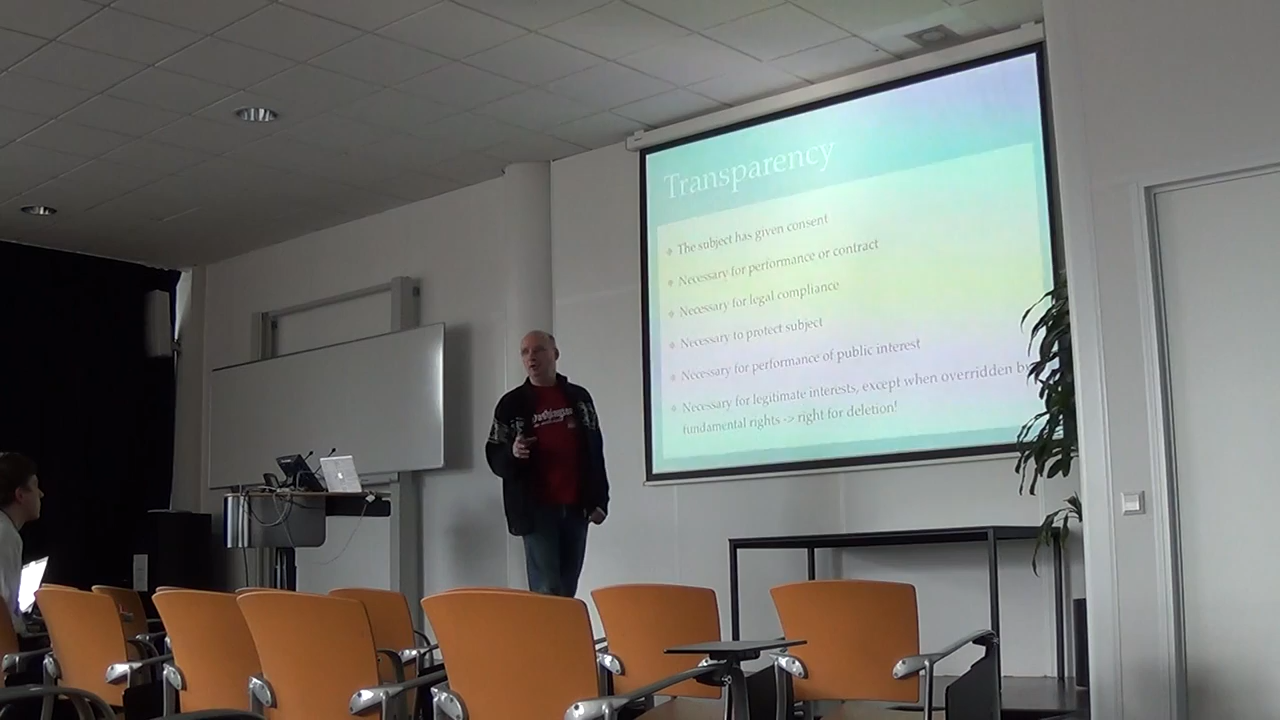 Transparency
The subject has given consent
Necessary for performance or contract
Necessary for legal compliance
Necessary to protect subject
Necessary for performance of public interest
Necessary for legitimate interests, except when overridden by
fundamental rights -> right for deletion!